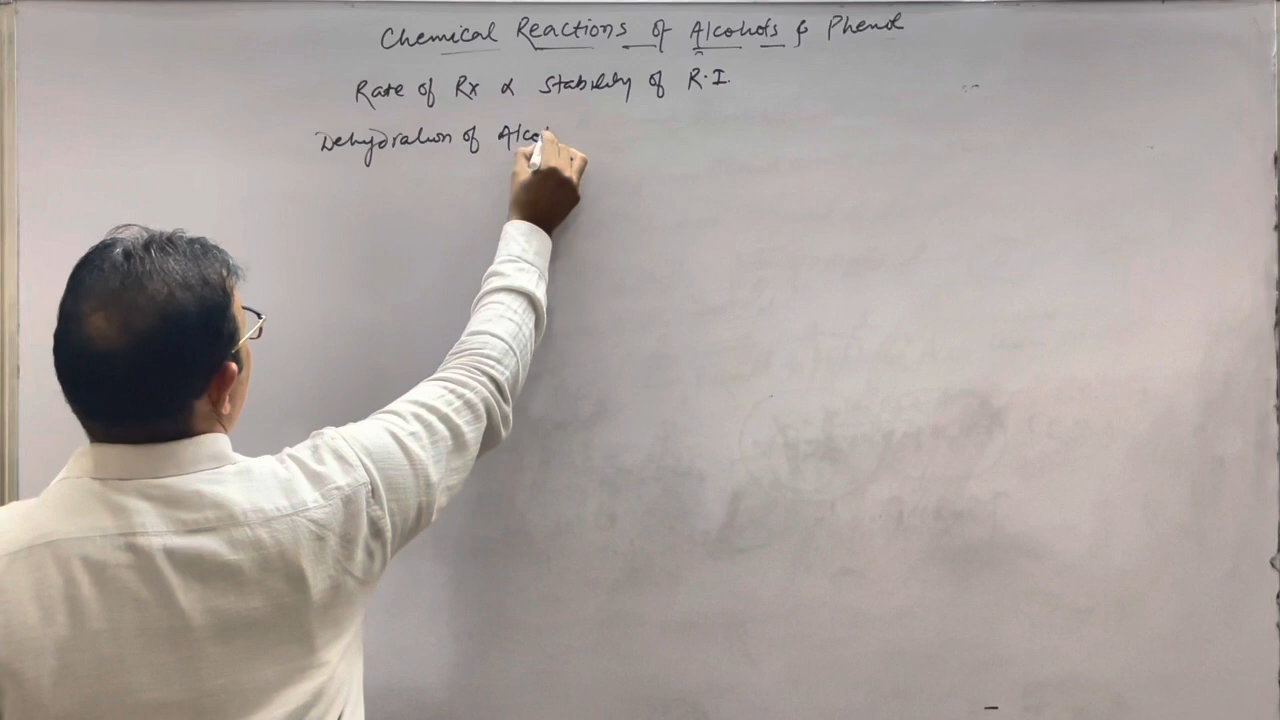 Chemical Reactions of Alcohols & Phenol
Rate of Rx ∝ Stability of R.I.
Dehydration of Alco